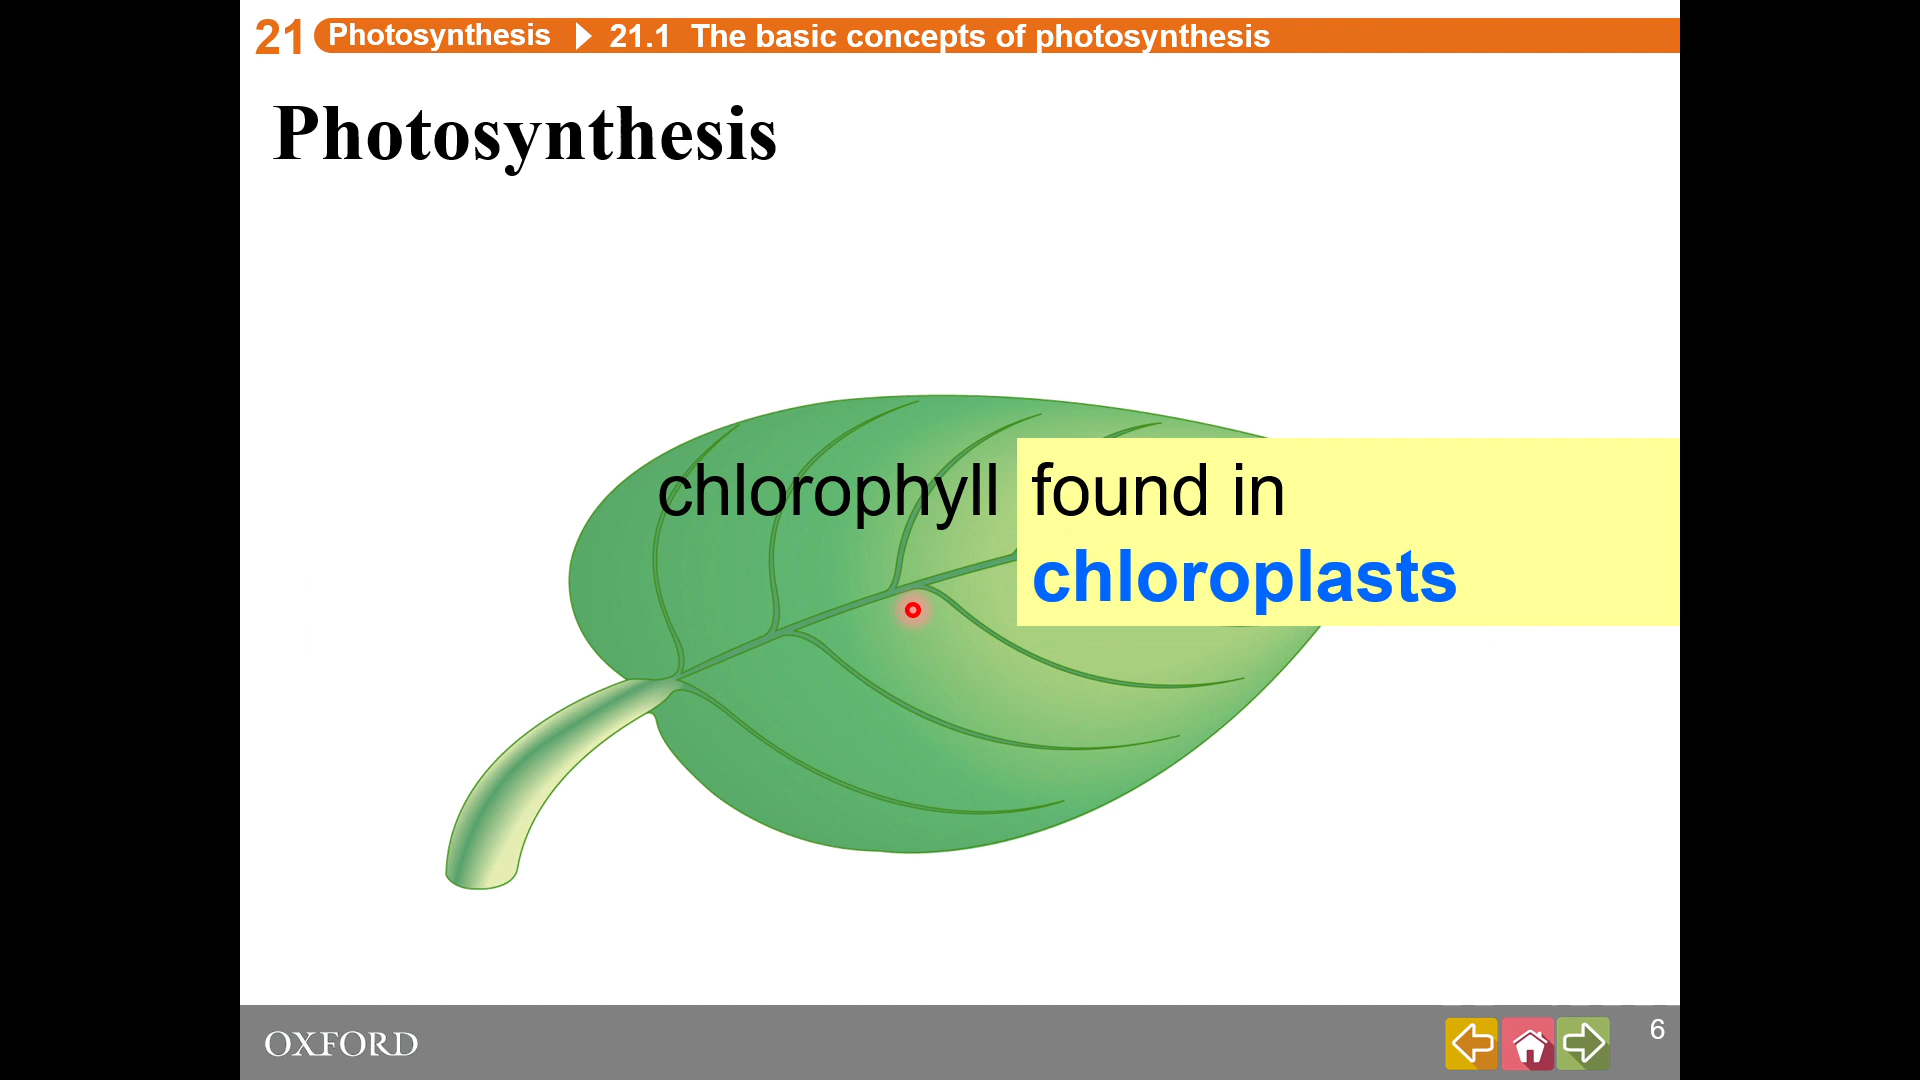 21 Photosynthesis 21.1 The basic concepts of photosynthesis
Photosynthesis
chlorophyll found in
chloroplasts
OXFORD
6